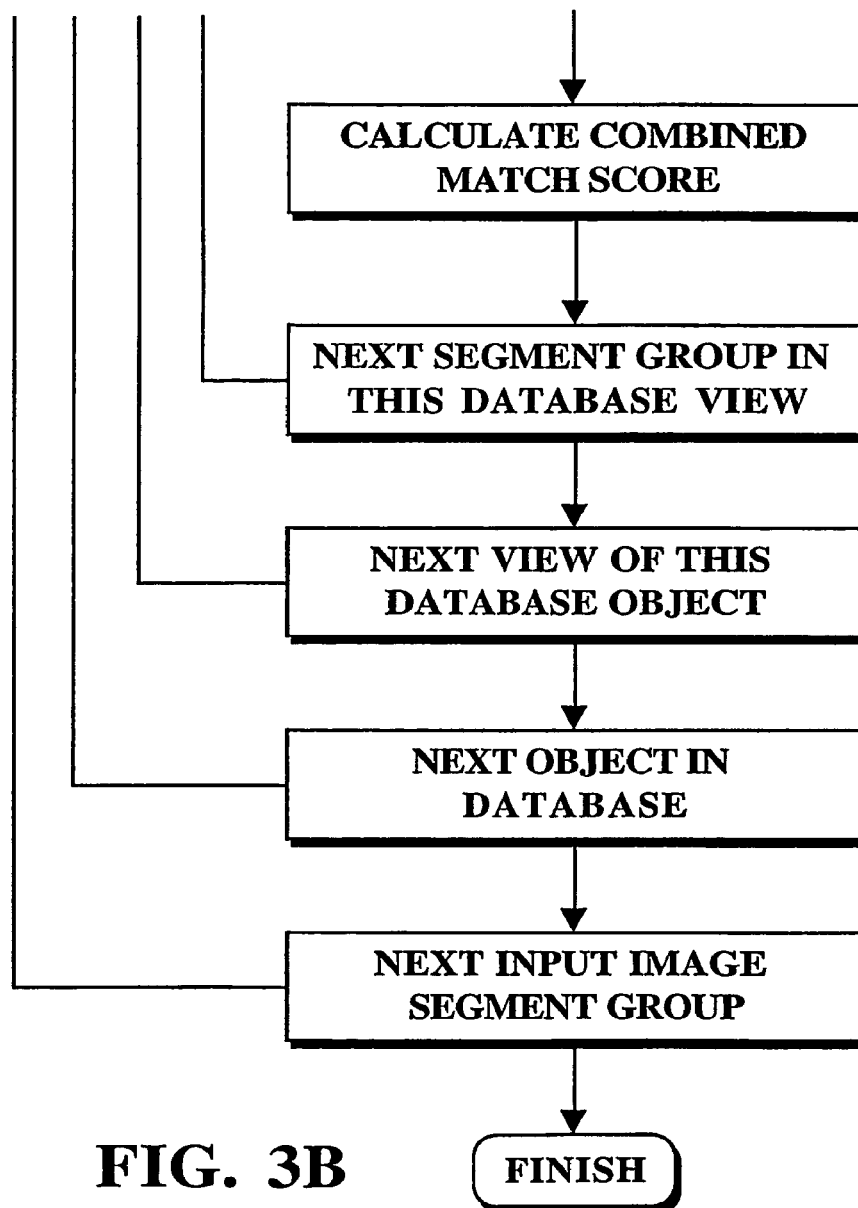 CALCULATE COMBINED
MATCH SCORE
NEXT SEGMENT GROUP IN
THIS DATABASE VIEW
NEXT VIEW OF THIS
DATABASE OBJECT
NEXT OBJECT IN
DATABASE
NEXT INPUT IMAGE
SEGMENT GROUP
FIG. 3B
FINISH